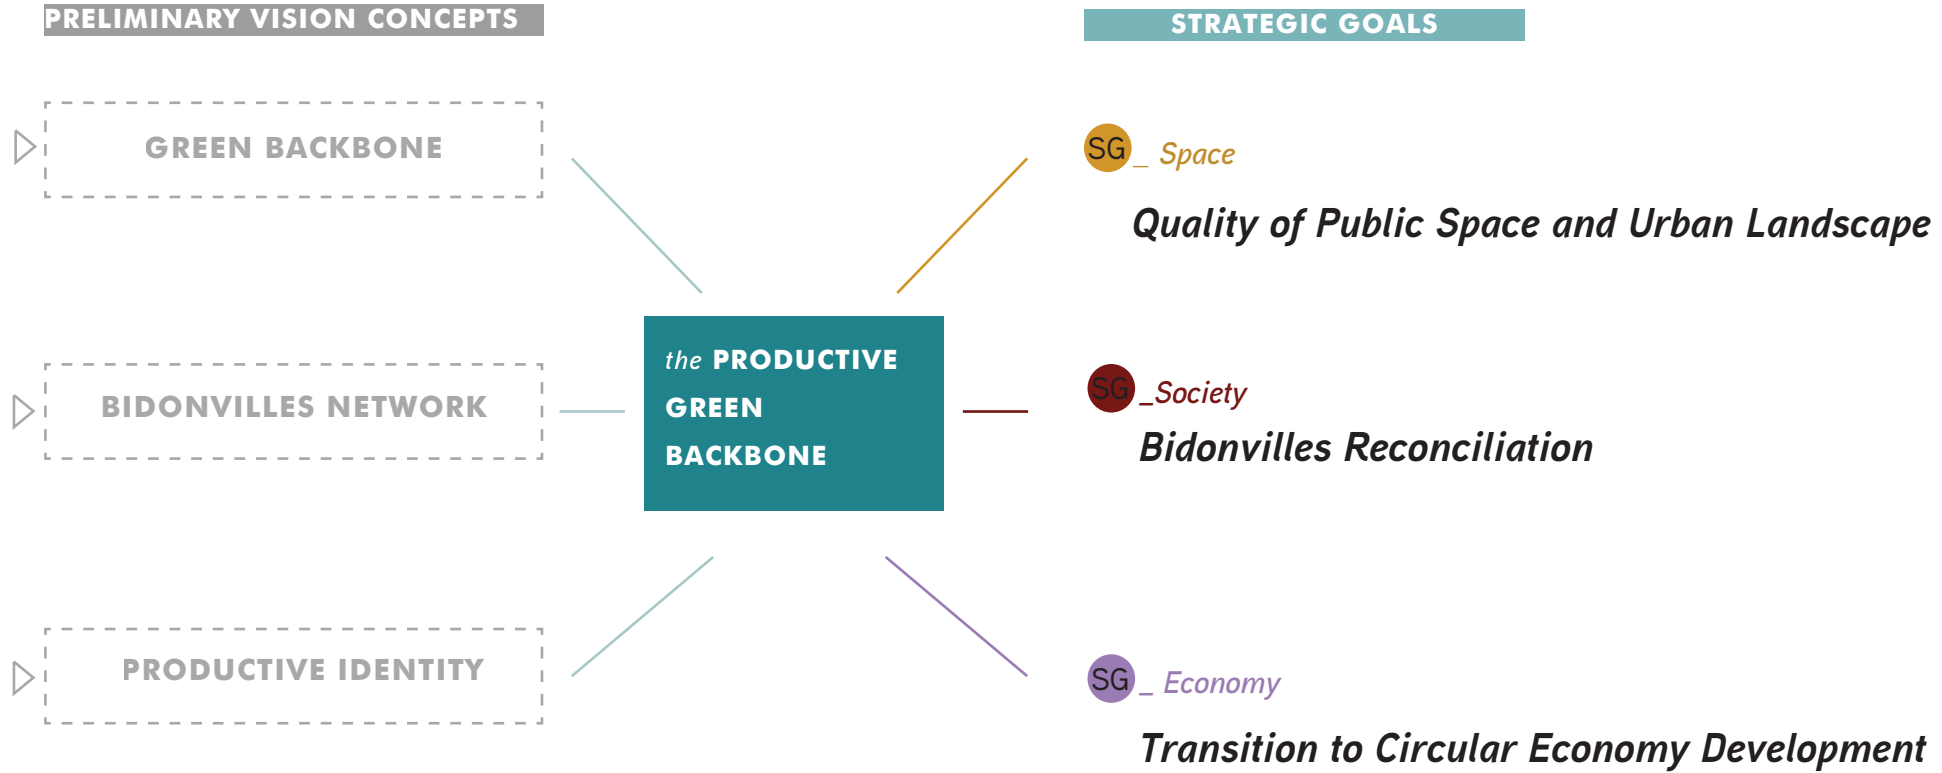 PRELIMINARY VISION CONCEPTS
STRATEGIC GOALS
GREEN BACKBONE
BIDONVILLES NETWORK
PRODUCTIVE IDENTITY
the PRODUCTIVE
GREEN
BACKBONE
SG_ Space
Quality of Public Space and Urban Landscape
SG_Society
Bidonvilles Reconciliation
SG_ Economy
Transition to Circular Economy Development